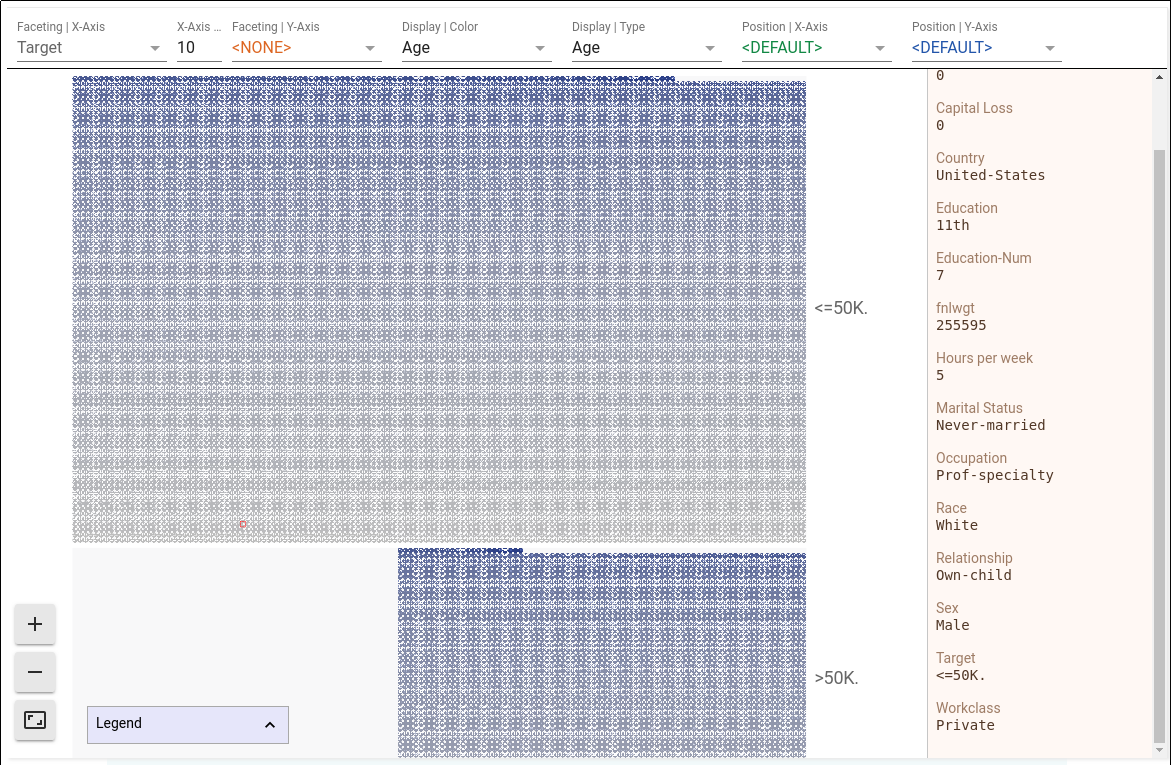 Faceting | X-Axis
Target
X-Axis ...
10
Faceting | Y-Axis
<NONE>
Display | Color
Age
Display | Type
Age
Position | X-Axis
<DEFAULT>
Position | Y-Axis
<DEFAULT>
<=50K.
>50K.
Legend
0
Capital Loss
0
Country
United-States
Education
11th
Education-Num
7
fnlwgt
255595
Hours per week
5
Marital Status
Never-married
Occupation
Prof-specialty
Race
White
Relationship
Own-child
Sex
Male
Target
<=50K.
Workclass
Private